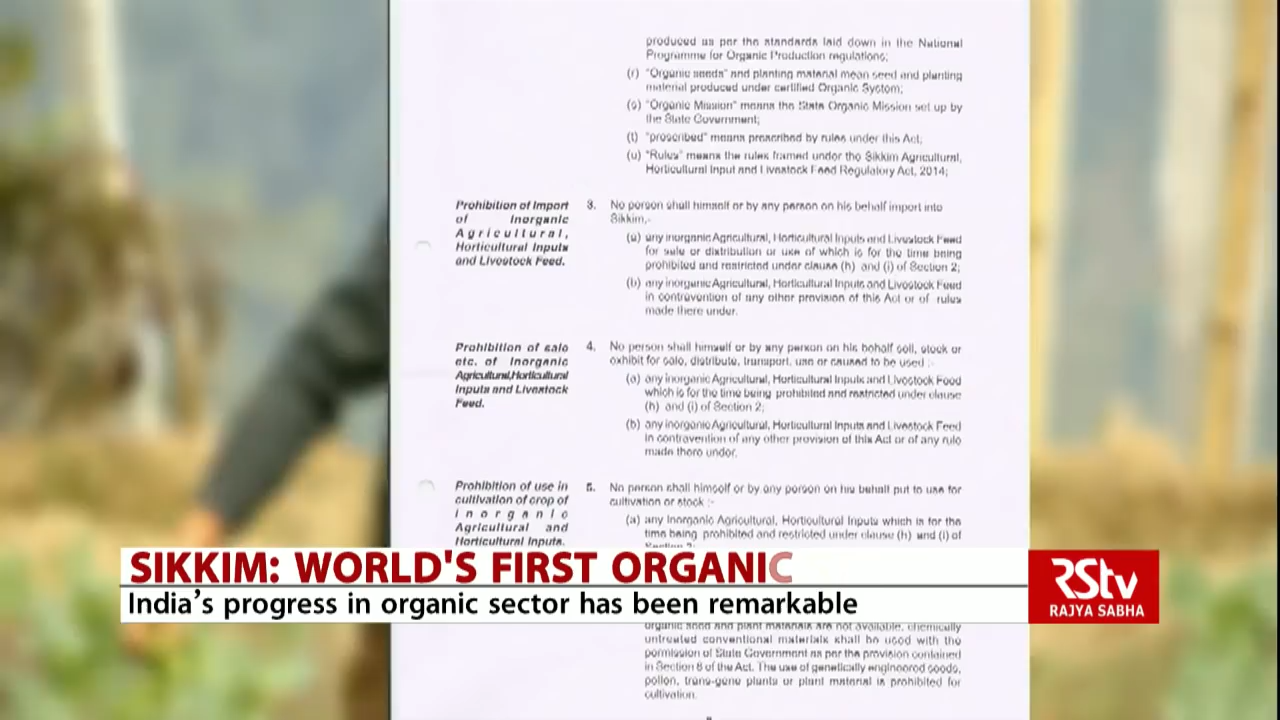 produced as per the standards laid down in the National
Programme for Organic Production regulations;
(r) "Organic seeds" and planting material mean seed and planting
material produced under certified Organic System;
(s) "Organic Mission" means the State Organic Mission set up by
the State Government;
(t) "prescribed" means prescribed by rules under this Act;
(u) "Rules" means the rules framed under the Sikkim Agricultural,
Horticultural Input and Livestock Feed Regulatory Act, 2014;
Prohibition of Import
of Inorganic
Agricultural,
Horticultural Inputs
and Livestock Feed.
3. No person shall himself or by any person on his behalf import into
Sikkim,-
(a) any inorganic Agricultural, Horticultural Inputs and Livestock Feed
for sale or distribution or use of which is for the time being
prohibited and restricted under clause (h) and (i) of Section 2;
(b) any inorganic Agricultural, Horticultural Inputs and Livestock Feed
in contravention of any other provision of this Act or of rules
made there under.
Prohibition of sale
etc. of Inorganic
Agricultural,Horticultural
Inputs and Livestock
Feed.
4. No person shall himself or by any person on his behalf sell, stock or
exhibit for sale, distribute, transport, use or caused to be used :-
(a) any inorganic Agricultural, Horticultural Inputs and Livestock Feed
which is for the time being prohibited and restricted under clause
(h) and (i) of Section 2;
(b) any inorganic Agricultural, Horticultural Inputs and Livestock Feed
in contravention of any other provision of this Act or of any rule
made there under.
Prohibition of use in
cultivation of crop of
inorganic
Agricultural and
Horticultural Inputs.
5. No person shall himself or by any person on his behalf put to use for
cultivation or stock :-
(a) any Inorganic Agricultural, Horticultural Inputs which is for the
time being prohibited and restricted under clause (h) and (i) of
Section 2;
SIKKIM: WORLD'S FIRST ORGANIC
India's progress in organic sector has been remarkable
RStv
RAJYA SABHA
organic seed and plant materials are not available, chemically
untreated conventional materials shall be used with the
permission of State Government as per the provision contained
in Section 8 of the Act. The use of genetically engineered seeds,
pollen, trans-gene plants or plant material is prohibited for
cultivation.